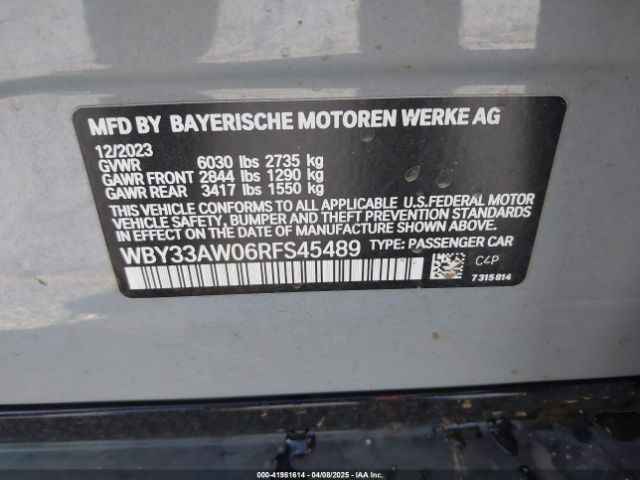 MFD BY BAYERISCHE MOTOREN WERKE AG
12/2023
GVWR 6030 lbs 2735 kg
GAWR FRONT 2844 lbs 1290 kg
GAWR REAR 3417 lbs 1550 kg
THIS VEHICLE CONFORMS TO ALL APPLICABLE U.S.FEDERAL MOTOR
VEHICLE SAFETY, BUMPER AND THEFT PREVENTION STANDARDS IN
EFFECT ON THE DATE OF MANUFACTURE SHOWN ABOVE.
WBY33AW06RFS45489 TYPE: PASSENGER CAR
C4P
7315814
000-41981614 - 04/08/2025 - IAAI.COM - COPART